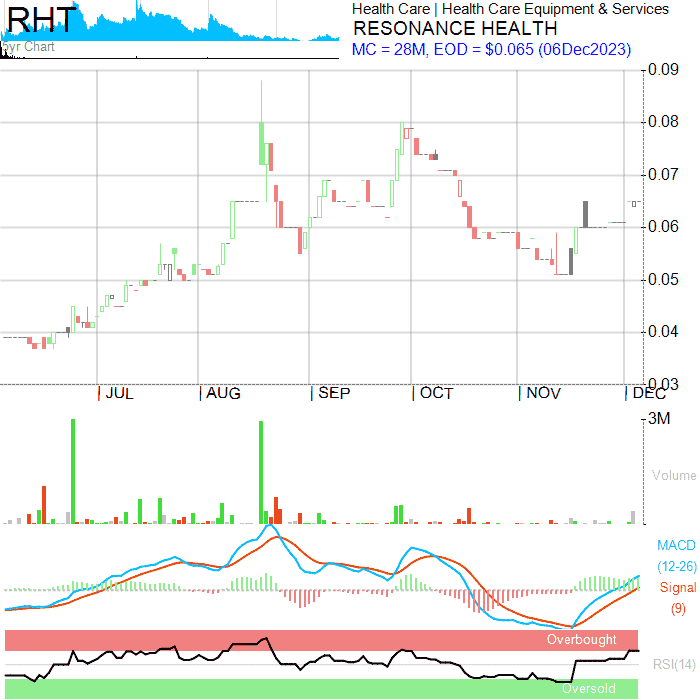 RHT
5yr Chart
Health Care | Health Care Equipment & Services
RESONANCE HEALTH
MC = 28M, EOD = $0.065 (06Dec2023)
0.09
0.08
0.07
0.06
0.05
0.04
0.03
JUL
AUG
SEP
OCT
NOV
DEC
3M
Volume
MACD
(12-26)
Signal
(9)
Overbought
RSI(14)
Oversold